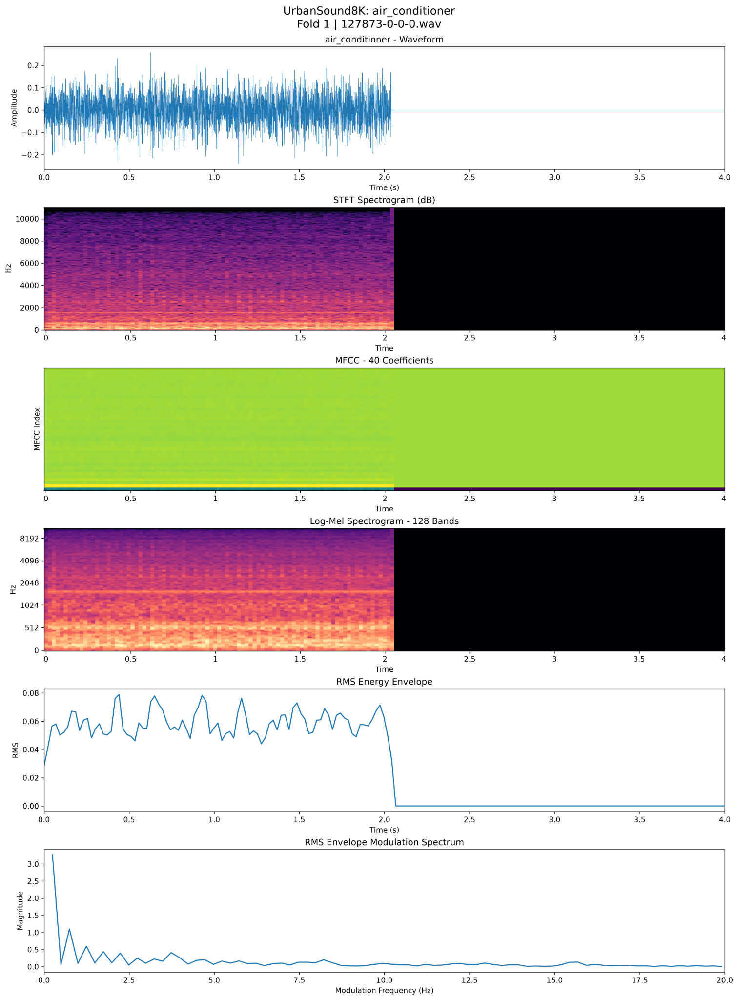 UrbanSound8K: air_conditioner
Fold 1 | 127873-0-0-0.wav
air_conditioner - Waveform
0.2
0.1
0.0
−0.1
−0.2
Amplitude
0.0 0.5 1.0 1.5 2.0 2.5 3.0 3.5 4.0
Time (s)
STFT Spectrogram (dB)
10000
8000
6000
4000
2000
0
Hz
0 0.5 1 1.5 2 2.5 3 3.5 4
Time
MFCC - 40 Coefficients
MFCC Index
0 0.5 1 1.5 2 2.5 3 3.5 4
Time
Log-Mel Spectrogram - 128 Bands
8192
4096
2048
1024
512
0
Hz
0 0.5 1 1.5 2 2.5 3 3.5 4
Time
RMS Energy Envelope
0.08
0.06
0.04
0.02
0.00
RMS
0.0 0.5 1.0 1.5 2.0 2.5 3.0 3.5 4.0
Time (s)
RMS Envelope Modulation Spectrum
3.0
2.5
2.0
1.5
1.0
0.5
0.0
Magnitude
0.0 2.5 5.0 7.5 10.0 12.5 15.0 17.5 20.0
Modulation Frequency (Hz)